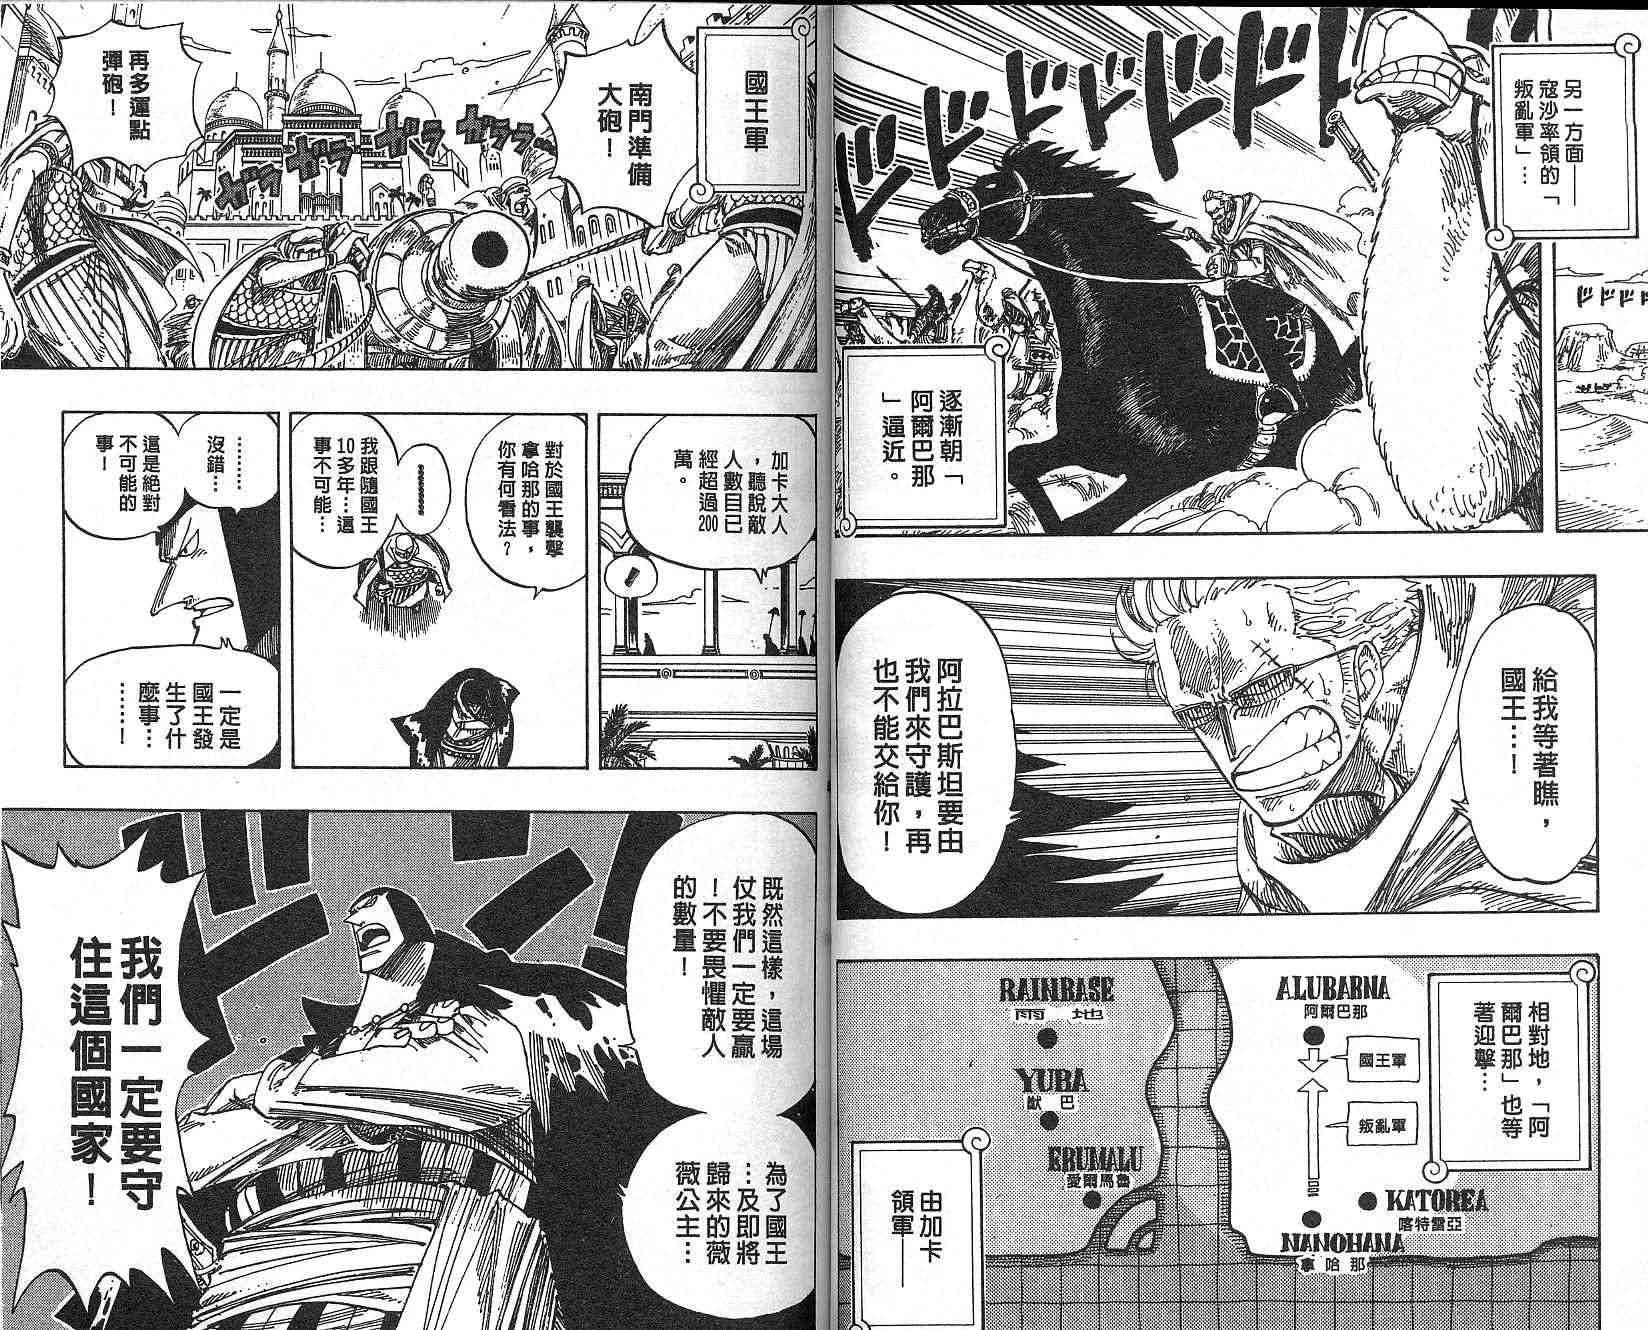 另一方面——
寇沙率領的「
叛亂軍」…
ドドドド
ドドドドドドド
逐漸朝「
阿爾巴那
」逼近。
給我等著瞧，
國王…！
阿拉巴斯坦要由
我們來守護，再
也不能交給你！
相對地，「阿
爾巴那」也等
著迎擊…
ALUBARNA
阿爾巴那
國王軍
叛亂軍
RAINBASE
雨地
YUBA
猷巴
ERUMALU
愛爾馬魯
KATOREA
喀特雷亞
NANOHANA
拿哈那
由加卡
領軍——
國王軍
南門準備
大砲！
再多運點
彈砲！
ガラガラ
ガラガラ
加卡大人
，聽說敵
人數目已
經超過200
萬。
！
對於國王襲擊
拿哈那的事，
你有何看法？
………
我跟隨國王
10多年…這
事不可能…
………
沒錯…
這是絕對
不可能的
事！
一定是
國王發
生了什
麼事…
……！
既然這樣，這場
仗我們一定要贏
！不要畏懼敵人
的數量！
為了國王
…及即將
歸來的薇
薇公主…
我們一定要守
住這個國家！